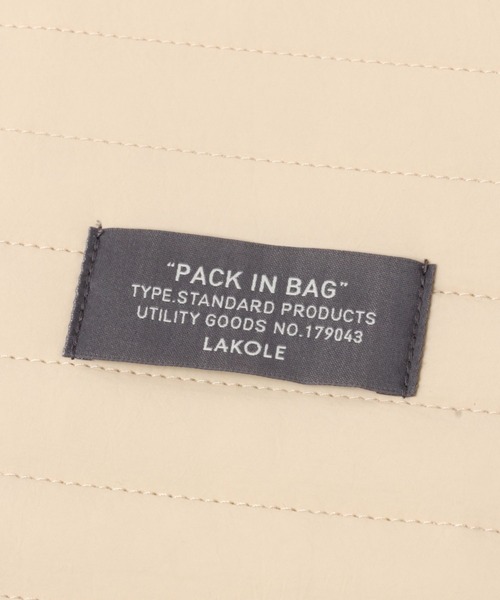 “PACK IN BAG”
TYPE.STANDARD PRODUCTS
UTILITY GOODS NO.179043
LAKOLE